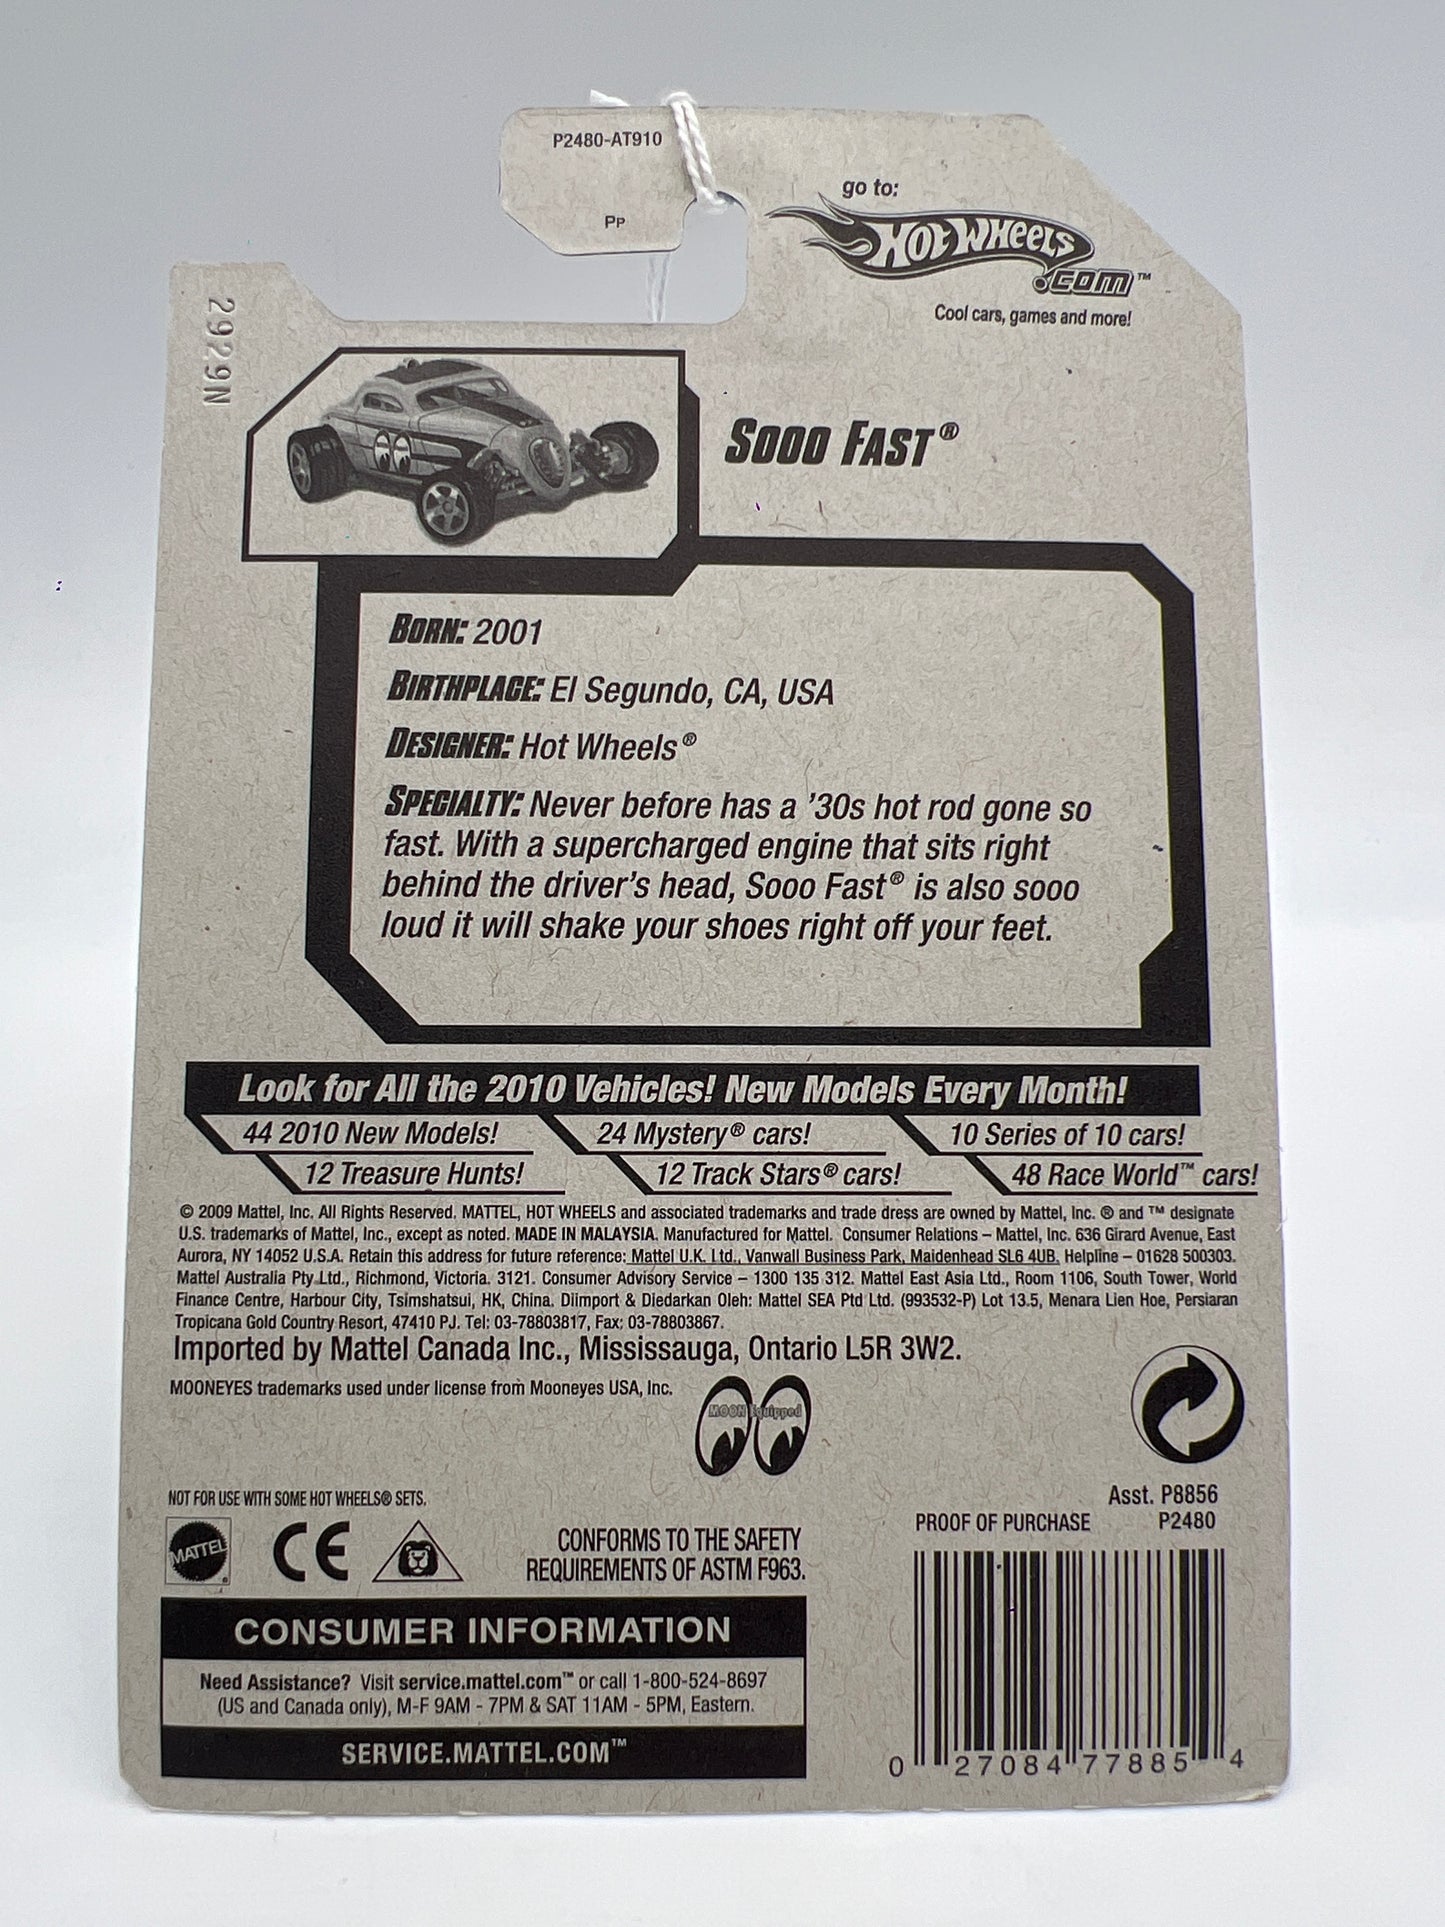 P2480-AT910
PP
go to:
HOT WHEELS
.COM™
Cool cars, games and more!
2929N
SOOO FAST®
BORN: 2001
BIRTHPLACE: El Segundo, CA, USA
DESIGNER: Hot Wheels®
SPECIALTY: Never before has a ’30s hot rod gone so
fast. With a supercharged engine that sits right
behind the driver’s head, Sooo Fast® is also sooo
loud it will shake your shoes right off your feet.
Look for All the 2010 Vehicles! New Models Every Month!
44 2010 New Models! 24 Mystery® cars! 10 Series of 10 cars!
12 Treasure Hunts! 12 Track Stars® cars! 48 Race World™ cars!
© 2009 Mattel, Inc. All Rights Reserved. MATTEL, HOT WHEELS and associated trademarks and trade dress are owned by Mattel, Inc. ® and ™ designate
U.S. trademarks of Mattel, Inc., except as noted. MADE IN MALAYSIA. Manufactured for Mattel. Consumer Relations – Mattel, Inc. 636 Girard Avenue, East
Aurora, NY 14052 U.S.A. Retain this address for future reference: Mattel U.K. Ltd., Vanwall Business Park, Maidenhead SL6 4UB. Helpline – 01628 500303.
Mattel Australia Pty.Ltd., Richmond, Victoria. 3121. Consumer Advisory Service – 1300 135 312. Mattel East Asia Ltd., Room 1106, South Tower, World
Finance Centre, Harbour City, Tsimshatsui, HK, China. Diimport & Diedarkan Oleh: Mattel SEA Ptd Ltd. (993532-P) Lot 13.5, Menara Lien Hoe, Persiaran
Tropicana Gold Country Resort, 47410 PJ. Tel: 03-78803817, Fax: 03-78803867.
Imported by Mattel Canada Inc., Mississauga, Ontario L5R 3W2.
MOONEYES trademarks used under license from Mooneyes USA, Inc.
MOON Equipped
NOT FOR USE WITH SOME HOT WHEELS® SETS.
MATTEL
®
CE
CONFORMS TO THE SAFETY
REQUIREMENTS OF ASTM F963.
Asst. P8856
PROOF OF PURCHASE P2480
CONSUMER INFORMATION
Need Assistance? Visit service.mattel.com™ or call 1-800-524-8697
(US and Canada only), M-F 9AM - 7PM & SAT 11AM - 5PM, Eastern.
SERVICE.MATTEL.COM™
0 27084 77885 4